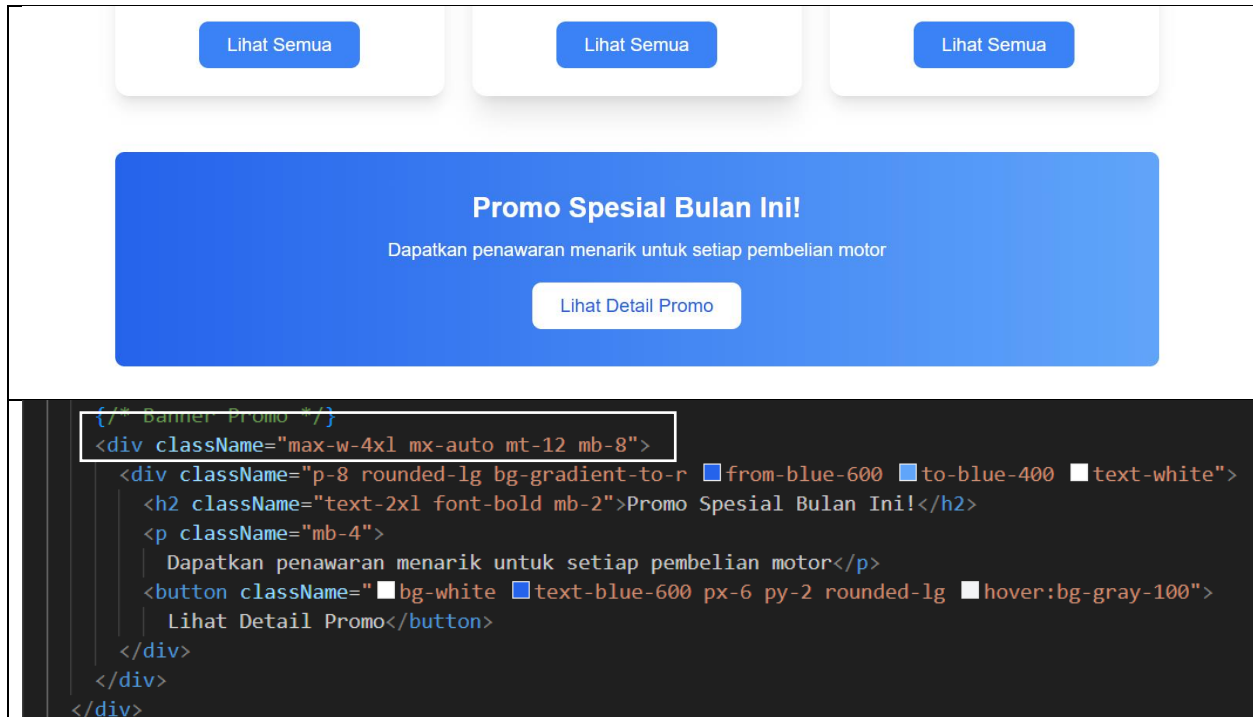 Lihat Semua Lihat Semua Lihat Semua
Promo Spesial Bulan Ini!
Dapatkan penawaran menarik untuk setiap pembelian motor
Lihat Detail Promo
{/* Banner Promo */}
<div className="max-w-4xl mx-auto mt-12 mb-8">
<div className="p-8 rounded-lg bg-gradient-to-r from-blue-600 to-blue-400 text-white">
<h2 className="text-2xl font-bold mb-2">Promo Spesial Bulan Ini!</h2>
<p className="mb-4">
Dapatkan penawaran menarik untuk setiap pembelian motor</p>
<button className="bg-white text-blue-600 px-6 py-2 rounded-lg hover:bg-gray-100">
Lihat Detail Promo</button>
</div>
</div>
</div>